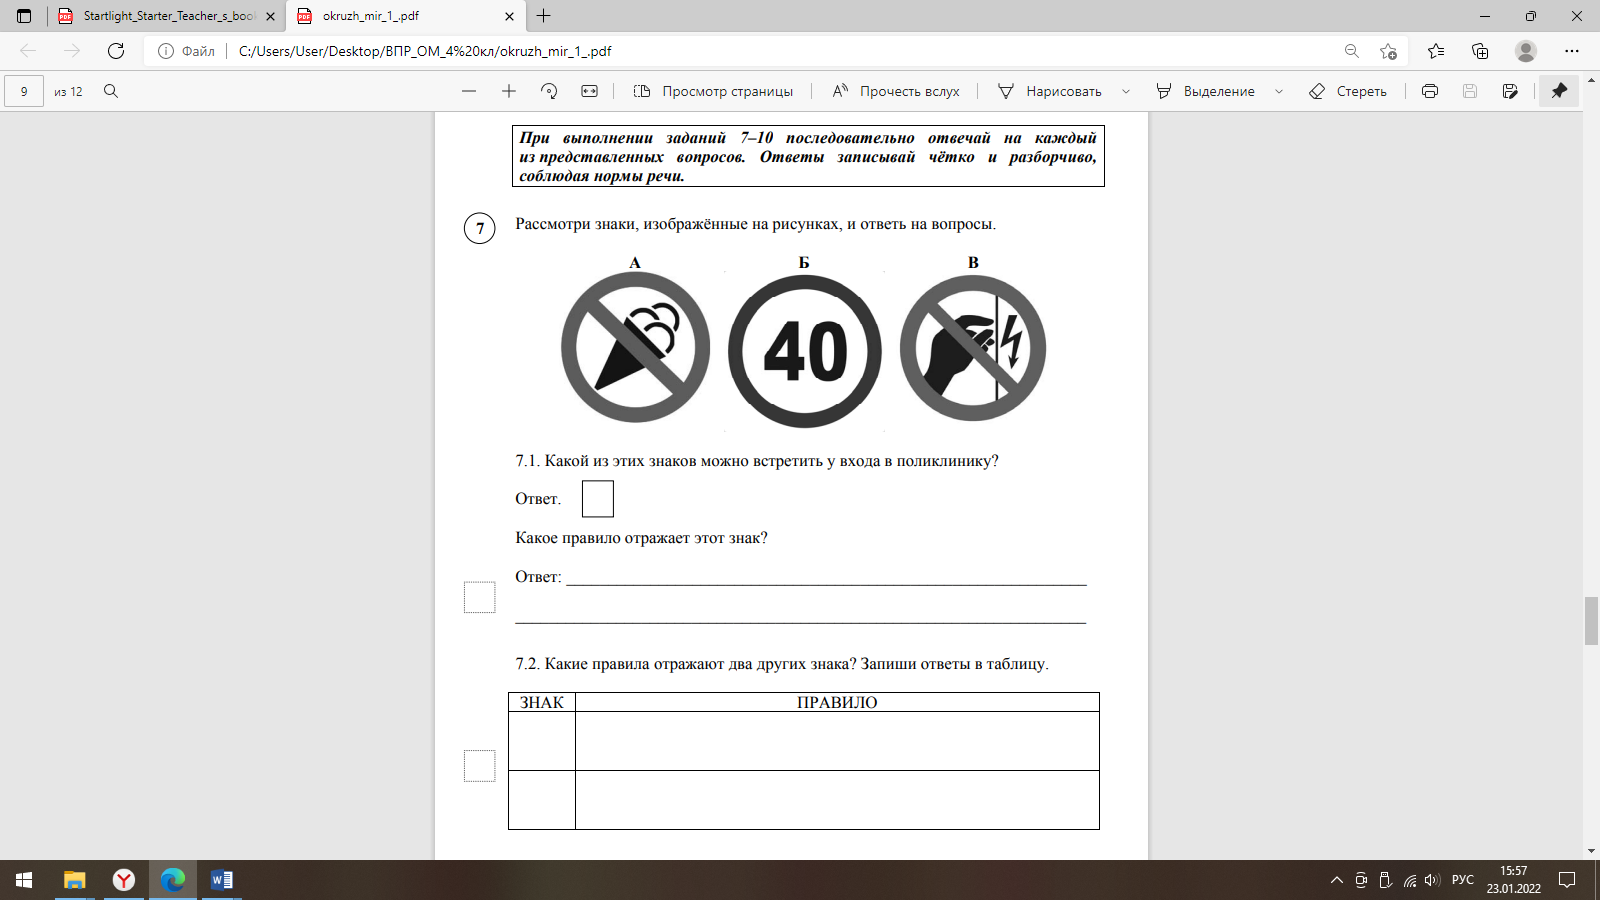 Startlight_Starter_Teacher_s_boo
okruzh_mir_1_.pdf
Файл
C:/Users/User/Desktop/ВПР_ОМ_4%20кл/okruzh_mir_1_.pdf
9
из 12
Просмотр страницы
Прочесть вслух
Нарисовать
Выделение
Стереть
При выполнении заданий 7–10 последовательно отвечай на каждый
из представленных вопросов. Ответы записывай чётко и разборчиво,
соблюдая нормы речи.
7
Рассмотри знаки, изображённые на рисунках, и ответь на вопросы.
А Б В
40
7.1. Какой из этих знаков можно встретить у входа в поликлинику?
Ответ.
Какое правило отражает этот знак?
Ответ:
7.2. Какие правила отражают два других знака? Запиши ответы в таблицу.
ЗНАК ПРАВИЛО
РУС
15:57
23.01.2022